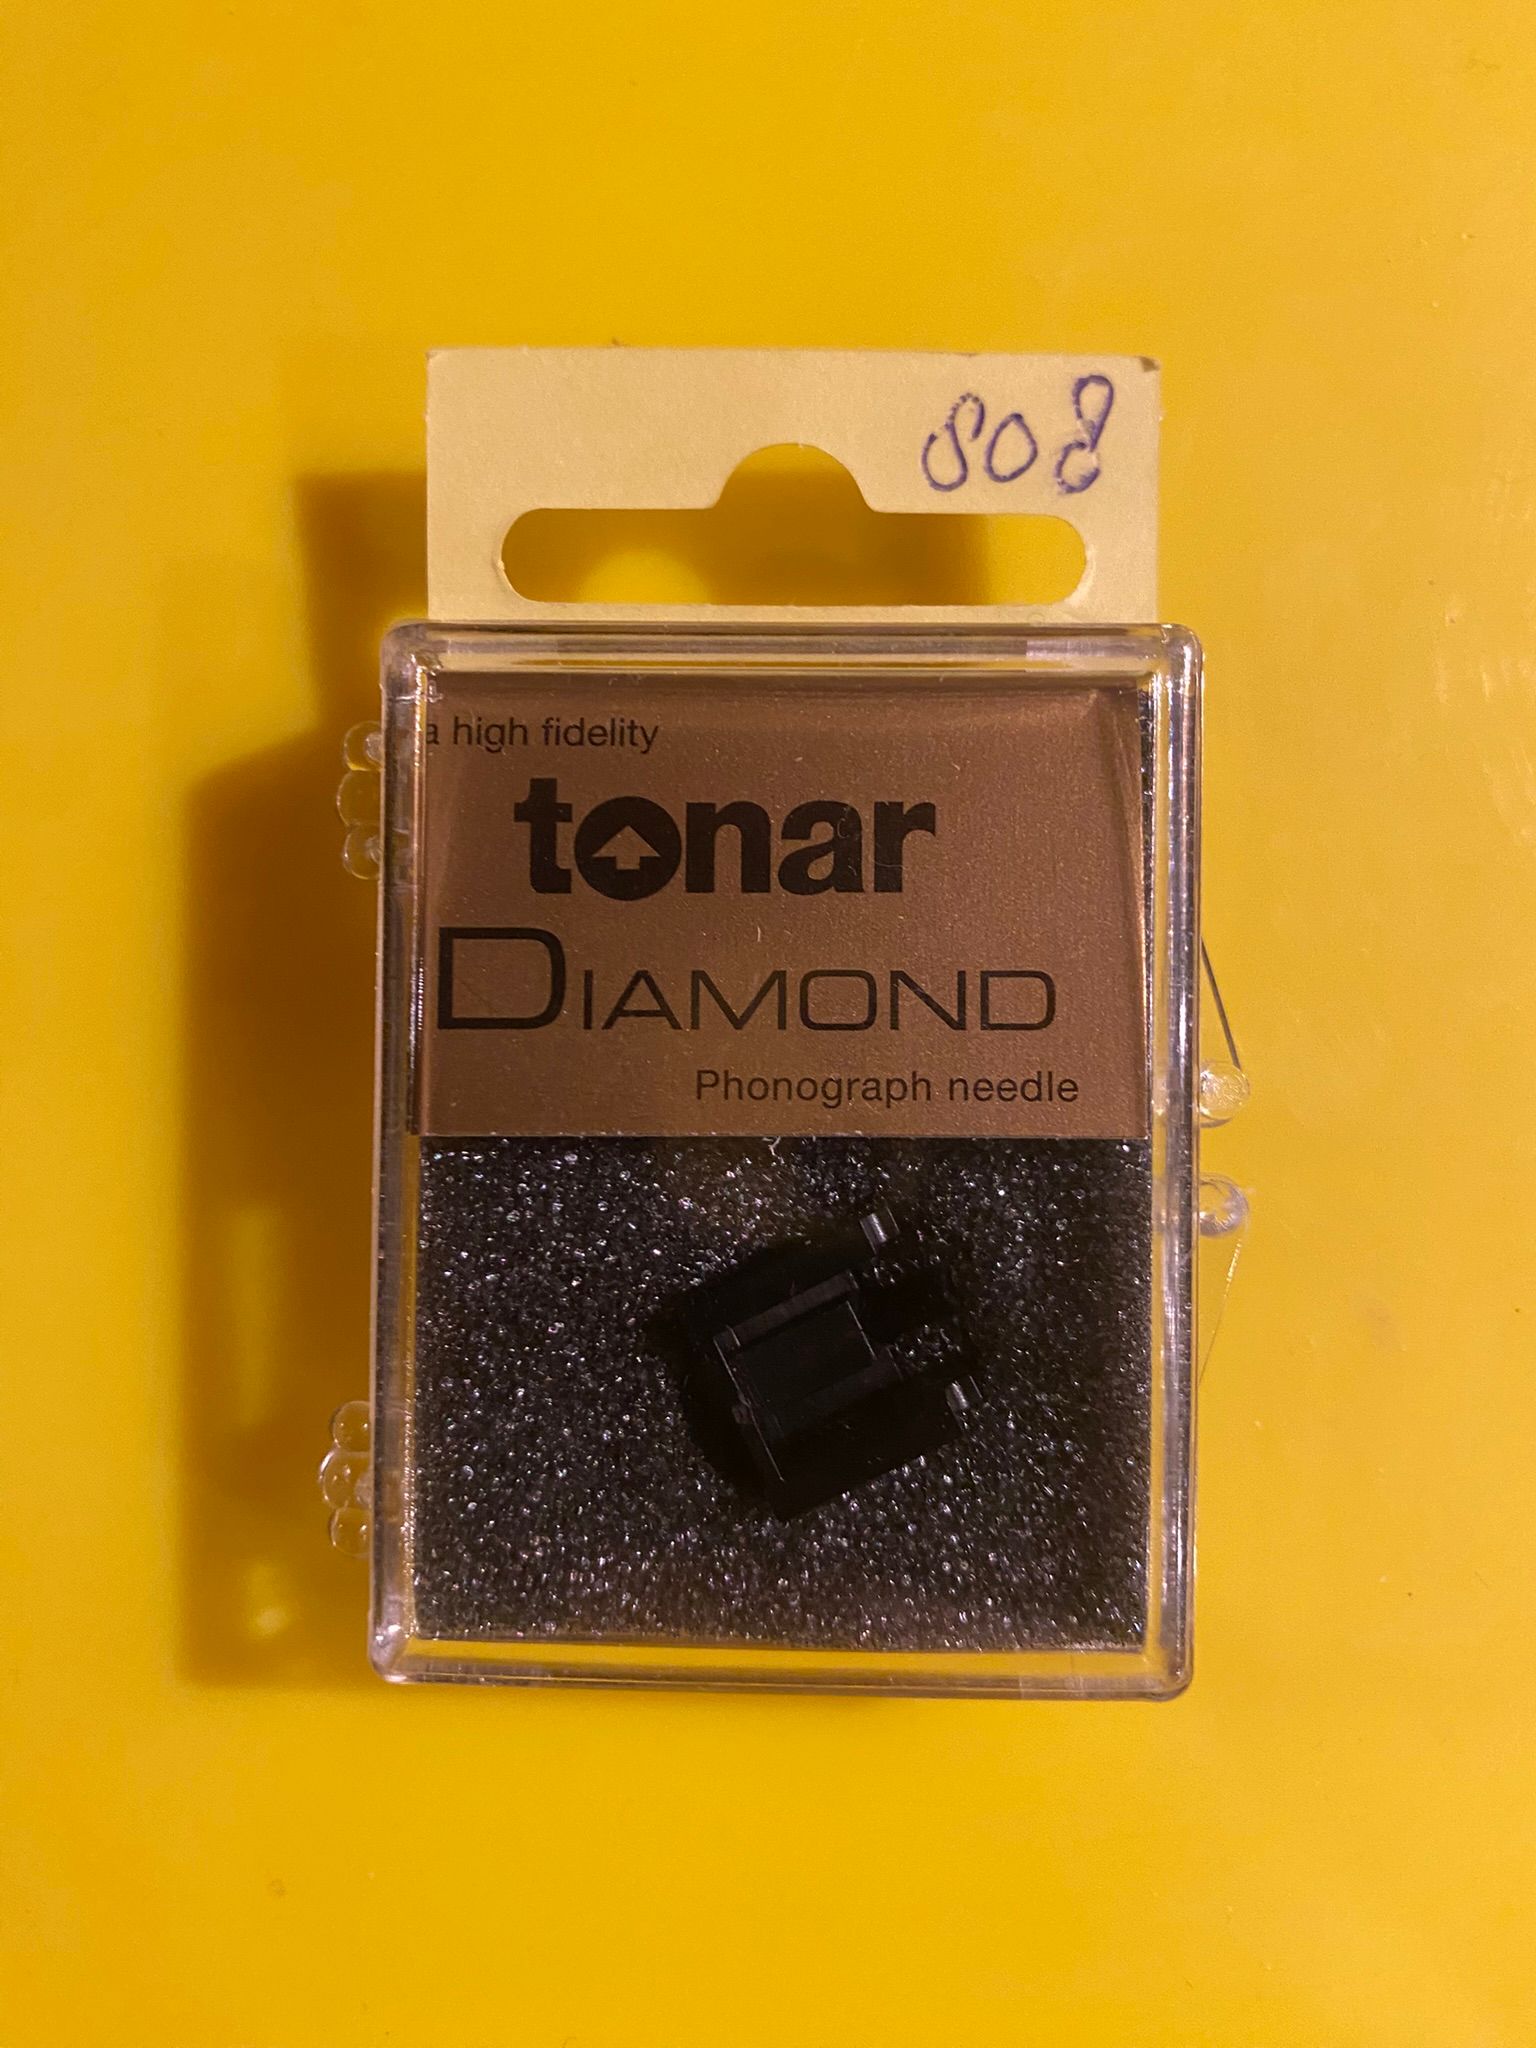 808
a high fidelity
tonar
DIAMOND
Phonograph needle